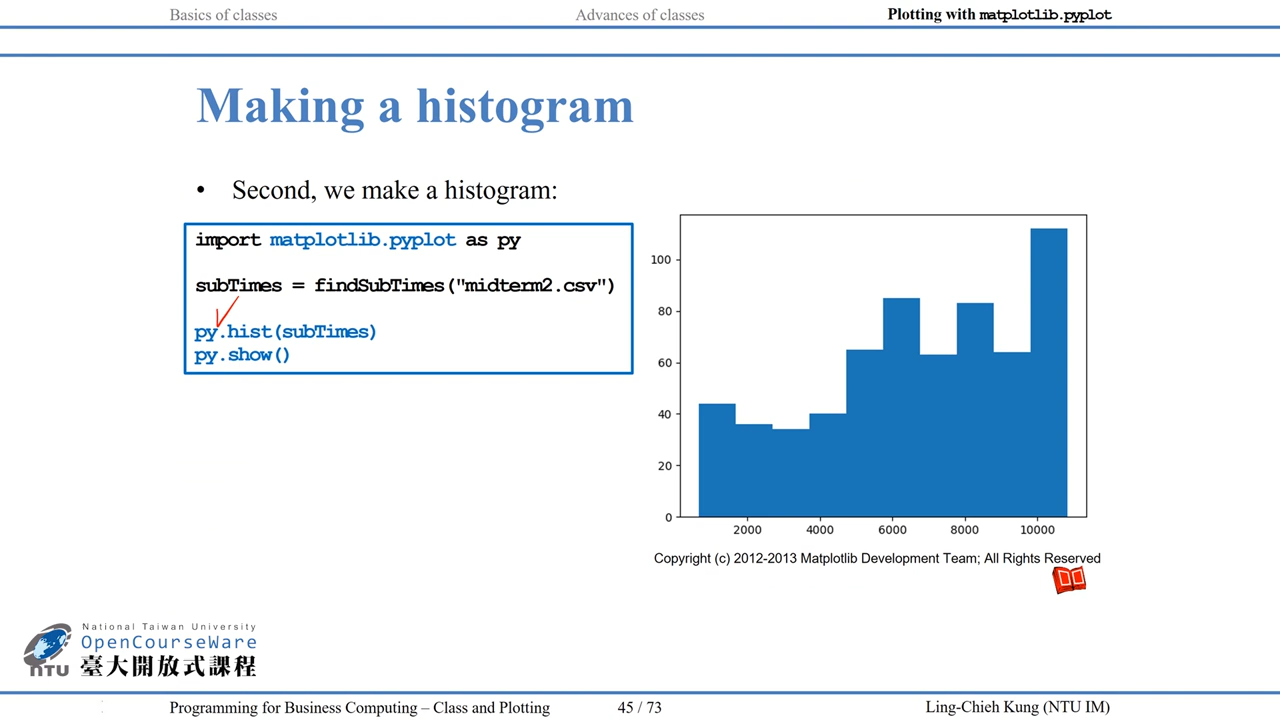 Basics of classes
Advances of classes
Plotting with matplotlib.pyplot
Making a histogram
• Second, we make a histogram:
import matplotlib.pyplot as py
subTimes = findSubTimes("midterm2.csv")
py.hist(subTimes)
py.show()
100
80
60
40
20
0
2000 4000 6000 8000 10000
Copyright (c) 2012-2013 Matplotlib Development Team; All Rights Reserved
National Taiwan University
OpenCourseWare
NTU 臺大開放式課程
Programming for Business Computing – Class and Plotting
45 / 73
Ling-Chieh Kung (NTU IM)